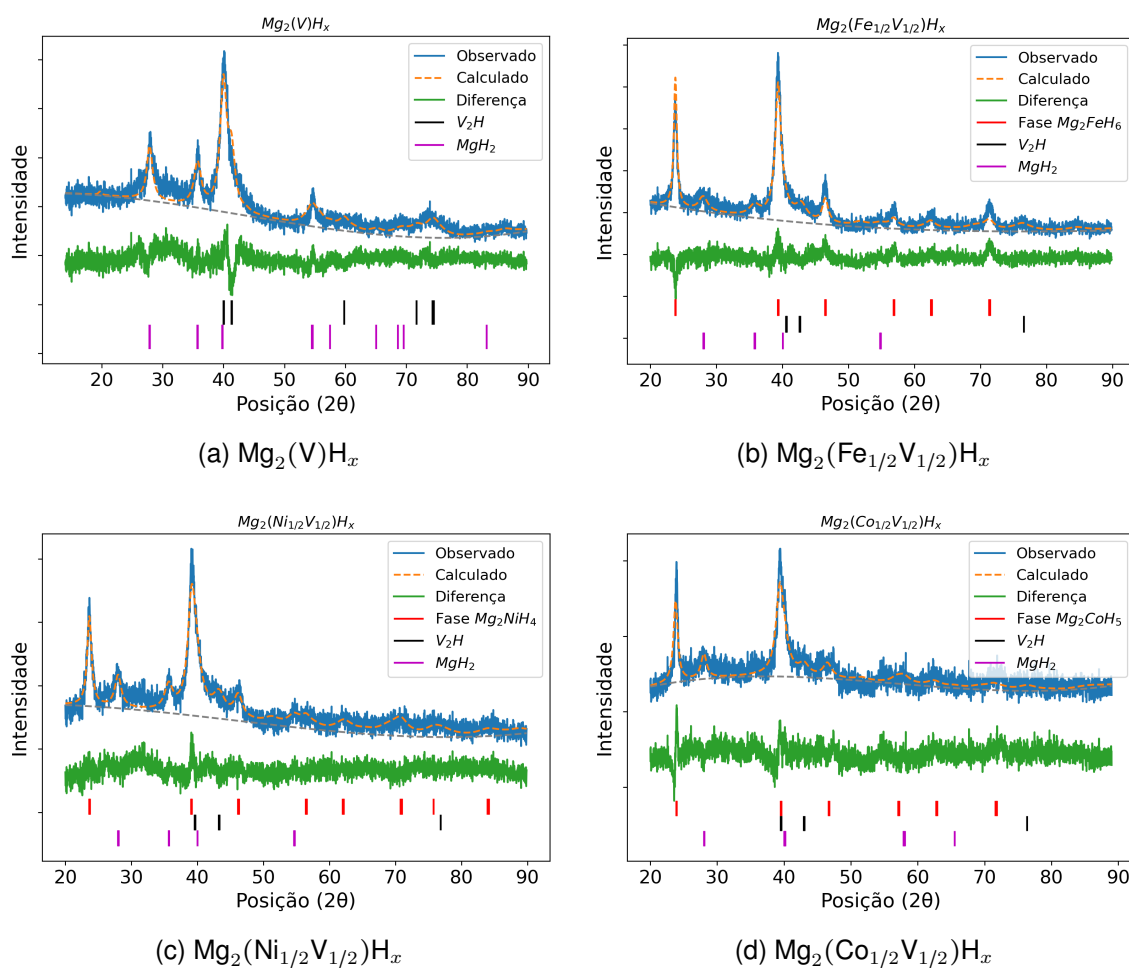 Mg₂(V)Hₓ
Intensidade
Observado
Calculado
Diferença
V₂H
MgH₂
20 30 40 50 60 70 80 90
Posição (2θ)
(a) Mg₂(V)Hₓ
Mg₂(Fe₁/₂V₁/₂)Hₓ
Intensidade
Observado
Calculado
Diferença
Fase Mg₂FeH₆
V₂H
MgH₂
20 30 40 50 60 70 80 90
Posição (2θ)
(b) Mg₂(Fe₁/₂V₁/₂)Hₓ
Mg₂(Ni₁/₂V₁/₂)Hₓ
Intensidade
Observado
Calculado
Diferença
Fase Mg₂NiH₄
V₂H
MgH₂
20 30 40 50 60 70 80 90
Posição (2θ)
(c) Mg₂(Ni₁/₂V₁/₂)Hₓ
Mg₂(Co₁/₂V₁/₂)Hₓ
Intensidade
Observado
Calculado
Diferença
Fase Mg₂CoH₅
V₂H
MgH₂
20 30 40 50 60 70 80 90
Posição (2θ)
(d) Mg₂(Co₁/₂V₁/₂)Hₓ